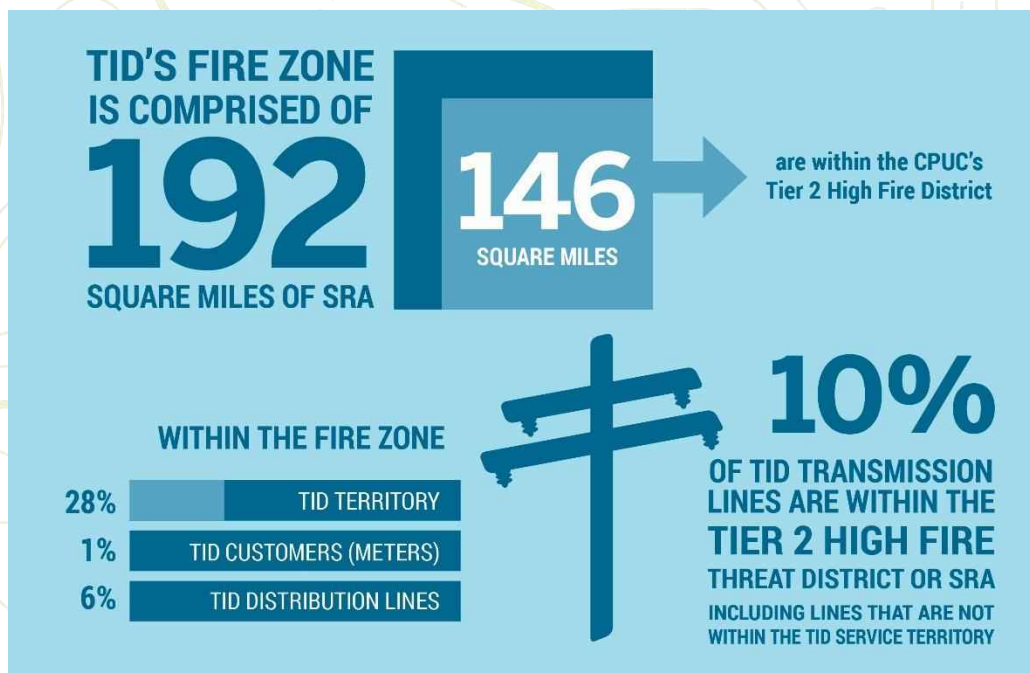 TID'S FIRE ZONE
IS COMPRISED OF
192
SQUARE MILES OF SRA
146
SQUARE MILES
are within the CPUC's
Tier 2 High Fire District
WITHIN THE FIRE ZONE
28% TID TERRITORY
1% TID CUSTOMERS (METERS)
6% TID DISTRIBUTION LINES
10%
OF TID TRANSMISSION
LINES ARE WITHIN THE
TIER 2 HIGH FIRE
THREAT DISTRICT OR SRA
INCLUDING LINES THAT ARE NOT
WITHIN THE TID SERVICE TERRITORY